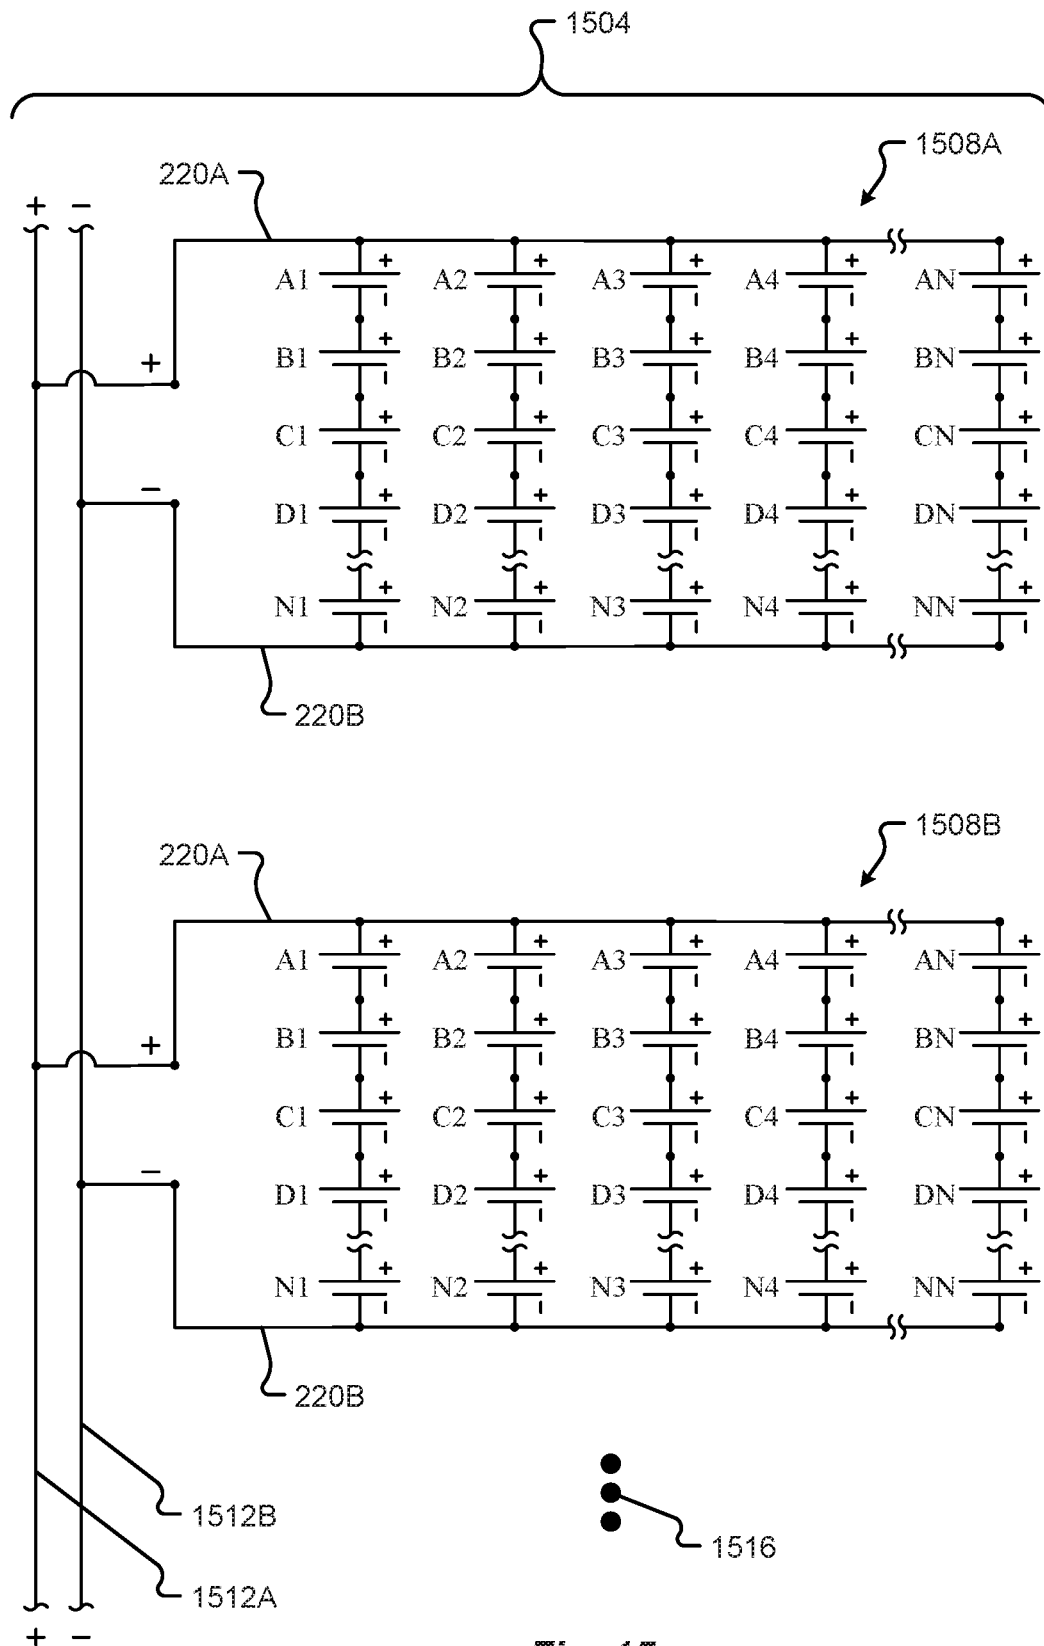 1504
1508A
220A
+ −
+ + + + +
A1 A2 A3 A4 AN
+ + + + +
B1 B2 B3 B4 BN
+
+ + + + +
C1 C2 C3 C4 CN
−
+ + + + +
D1 D2 D3 D4 DN
+ + + + +
N1 N2 N3 N4 NN
220B
1508B
220A
+ + + + +
A1 A2 A3 A4 AN
+ + + + +
B1 B2 B3 B4 BN
+
+ + + + +
C1 C2 C3 C4 CN
−
+ + + + +
D1 D2 D3 D4 DN
+ + + + +
N1 N2 N3 N4 NN
220B
1512B
1516
1512A
+ −